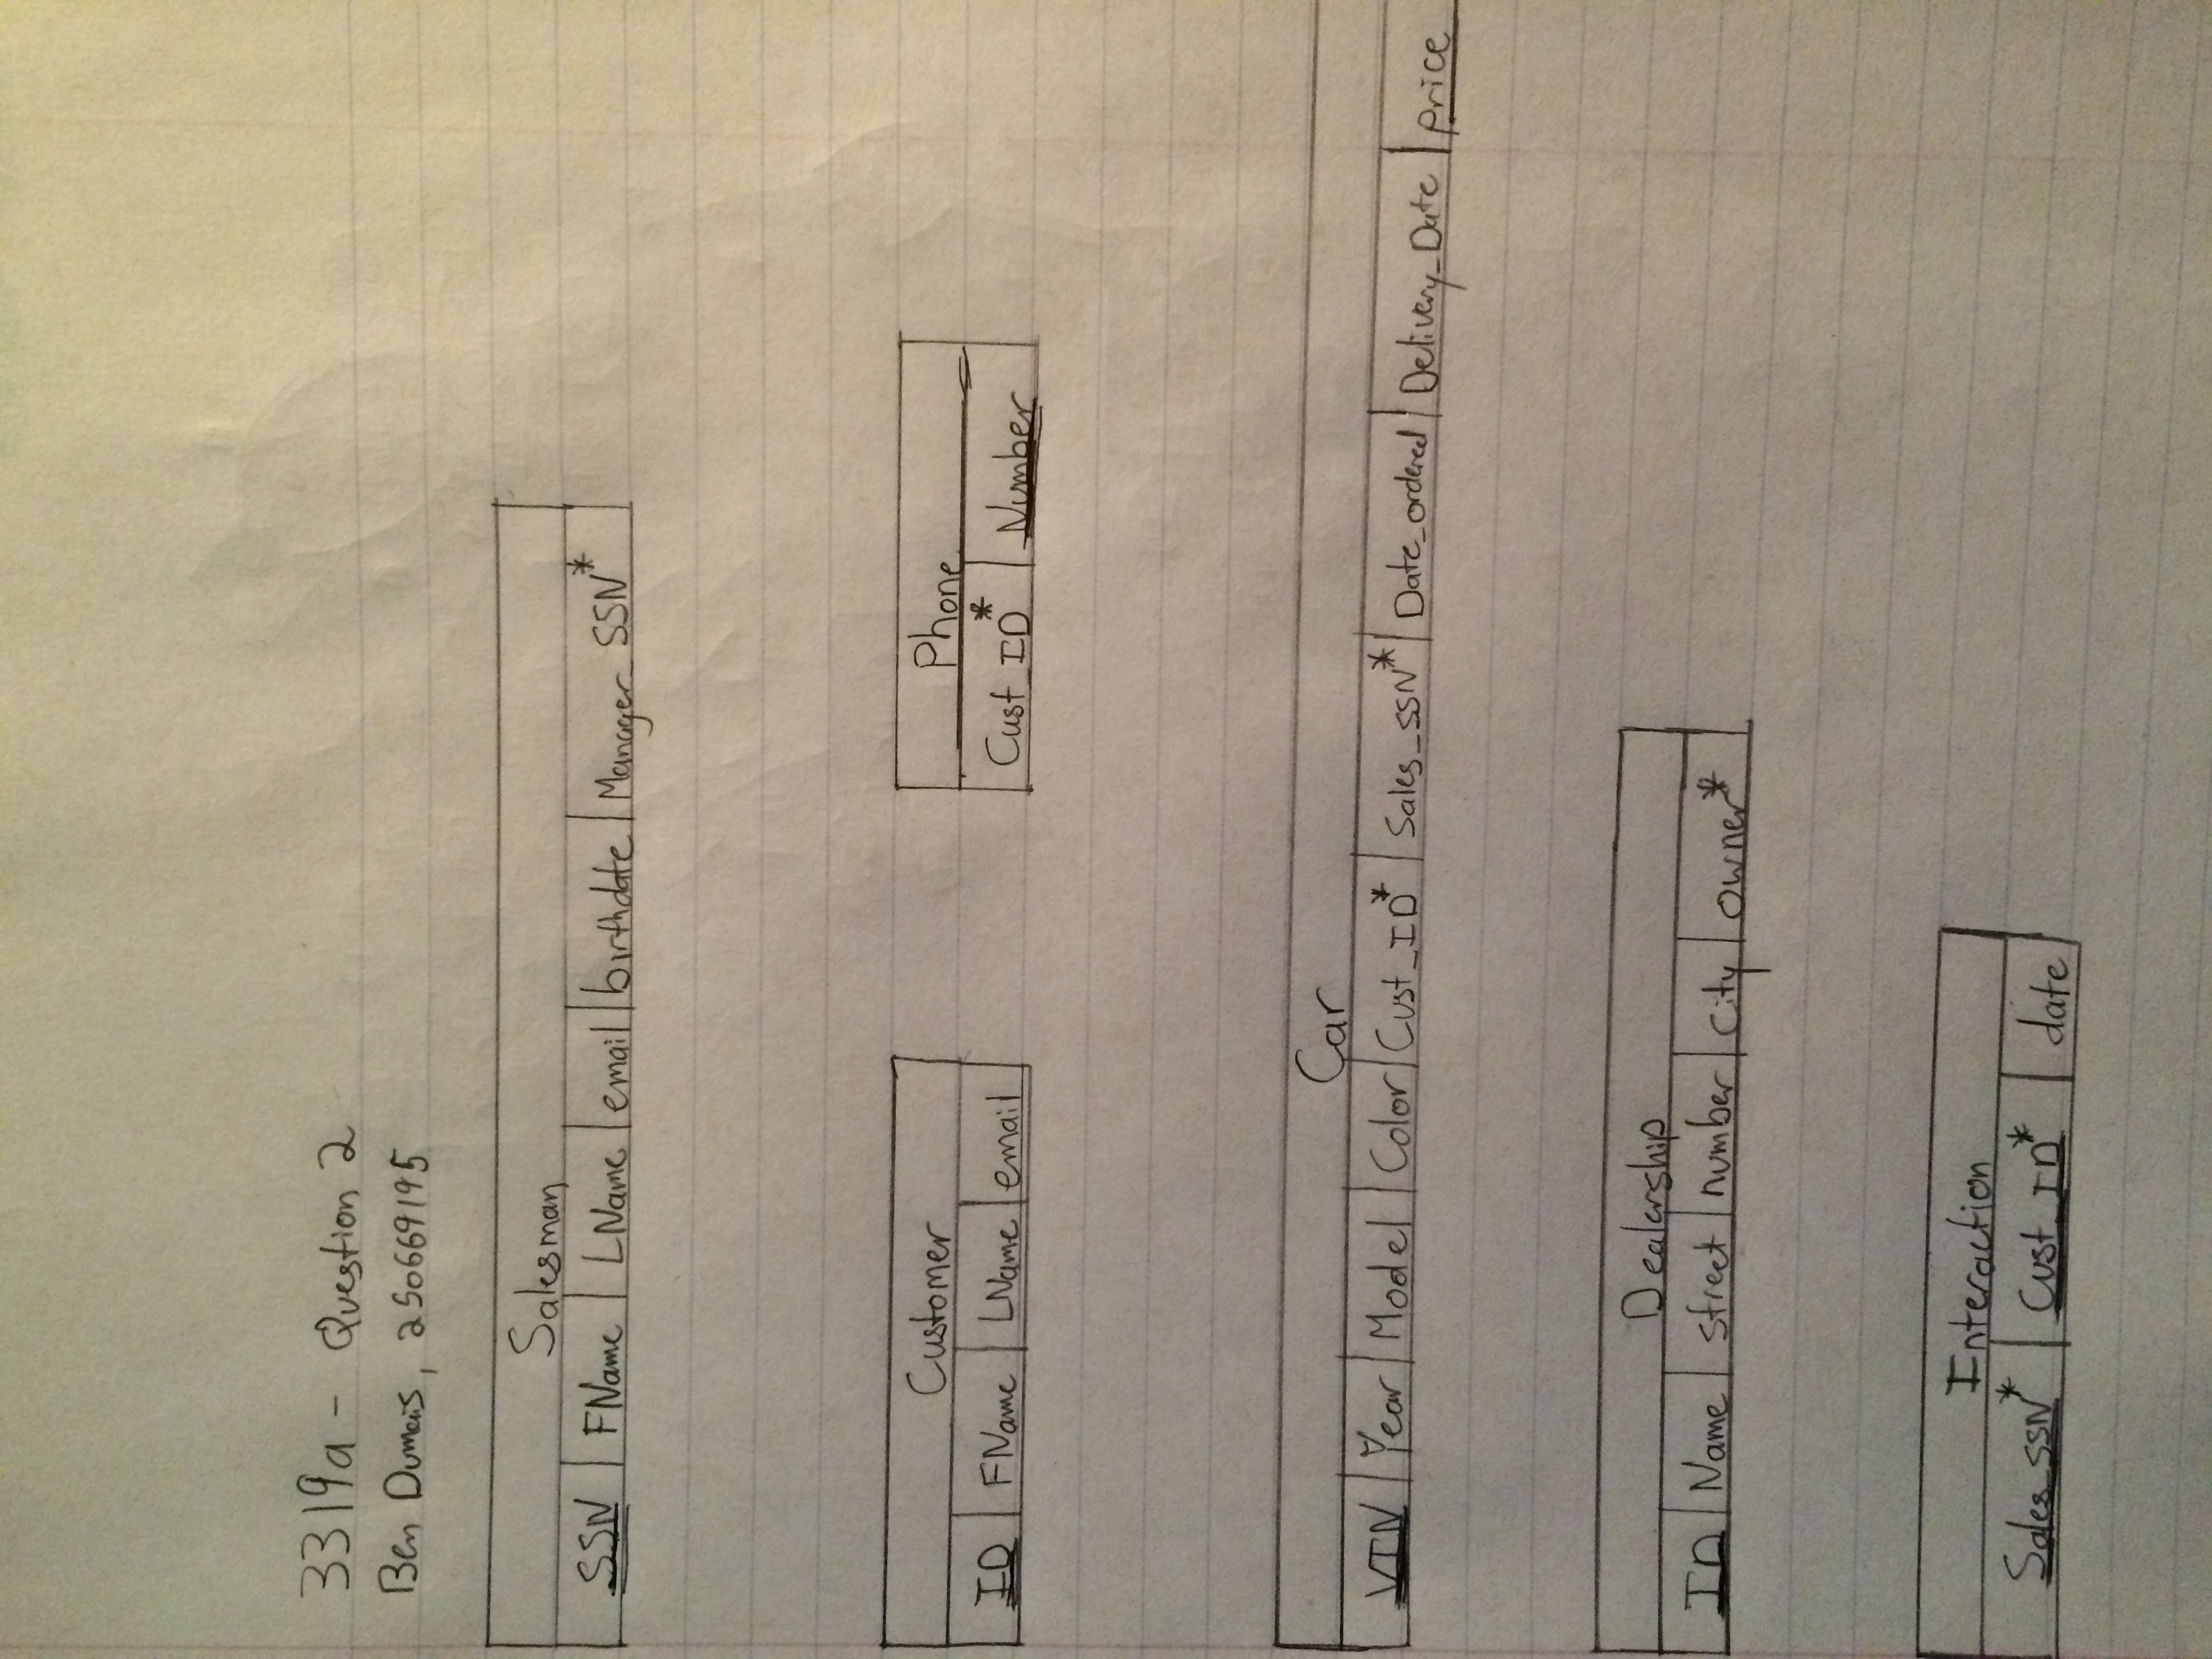 3319a - Question 2
Ben Dumais, 250669195
Salesman
SSN FName LName email birthdate Manager_SSN*
Customer
ID FName LName email
Phone
Cust_ID* Number
Car
VIN Year Model Color Cust_ID* Sales_SSN* Date_ordered Delivery_Date price
Dealership
ID Name street number city owner*
Interaction
Sales_SSN* Cust_ID* date